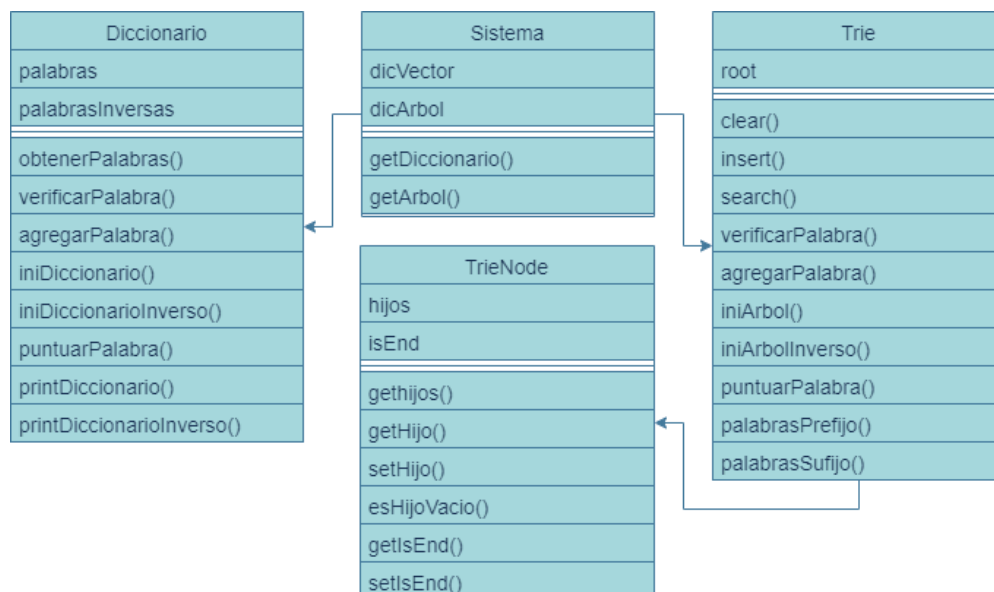 Diccionario
palabras
palabrasInversas
obtenerPalabras()
verificarPalabra()
agregarPalabra()
iniDiccionario()
iniDiccionarioInverso()
puntuarPalabra()
printDiccionario()
printDiccionarioInverso()
Sistema
dicVector
dicArbol
getDiccionario()
getArbol()
TrieNode
hijos
isEnd
gethijos()
getHijo()
setHijo()
esHijoVacio()
getIsEnd()
setIsEnd()
Trie
root
clear()
insert()
search()
verificarPalabra()
agregarPalabra()
iniArbol()
iniArbolInverso()
puntuarPalabra()
palabrasPrefijo()
palabrasSufijo()